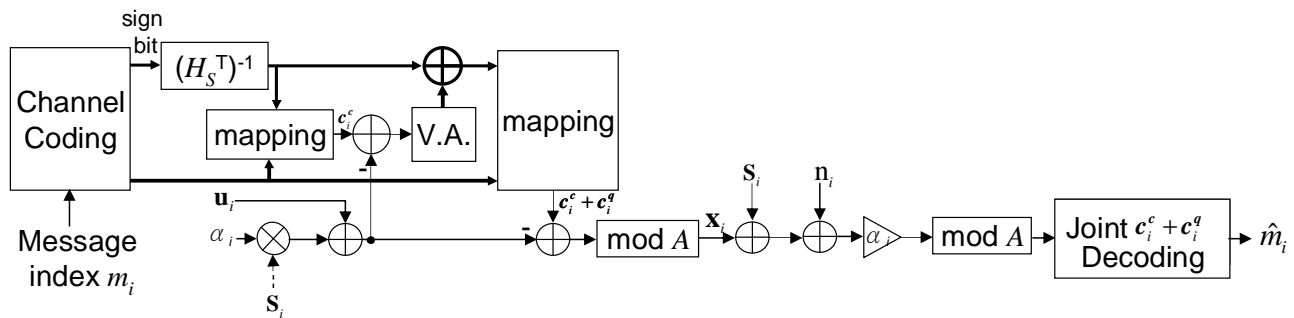 sign
bit
Channel
Coding
(H_S^T)^{-1}
mapping
c_i^c
V.A.
mapping
-
u_i
α_i
S_i
Message
index m_i
c_i^c + c_i^q
-
mod A
x_i
s_i
n_i
α_i
mod A
Joint c_i^c + c_i^q
Decoding
m̂_i